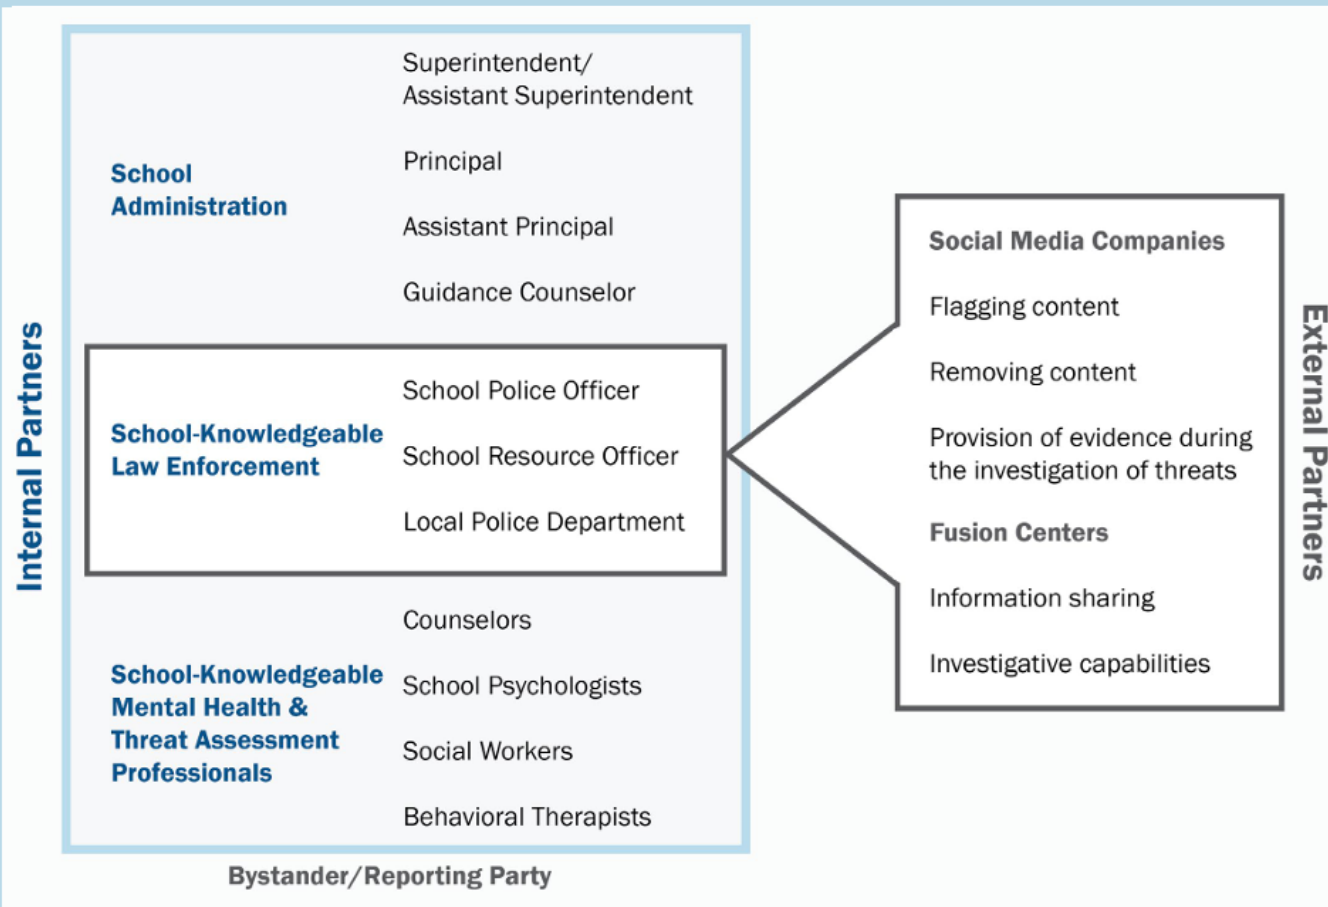 Internal Partners
School
Administration
Superintendent/
Assistant Superintendent
Principal
Assistant Principal
Guidance Counselor
School-Knowledgeable
Law Enforcement
School Police Officer
School Resource Officer
Local Police Department
School-Knowledgeable
Mental Health &
Threat Assessment
Professionals
Counselors
School Psychologists
Social Workers
Behavioral Therapists
Bystander/Reporting Party
Social Media Companies
Flagging content
Removing content
Provision of evidence during
the investigation of threats
Fusion Centers
Information sharing
Investigative capabilities
External Partners